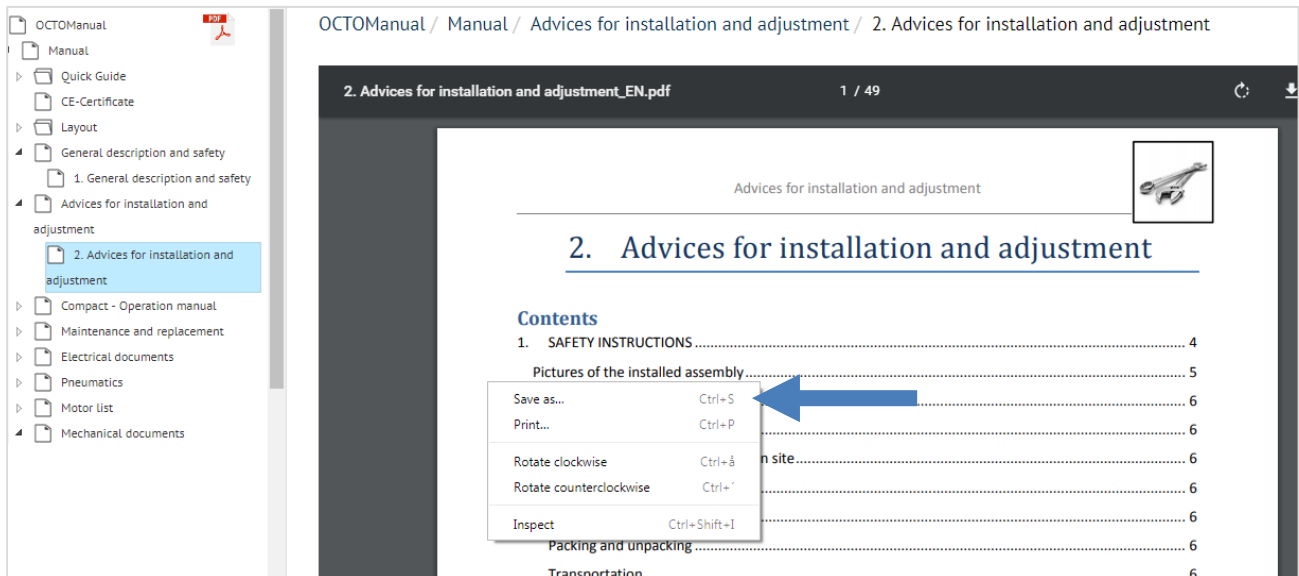 OCTOManual
PDF
Manual
Quick Guide
CE-Certificate
Layout
General description and safety
1. General description and safety
Advices for installation and
adjustment
2. Advices for installation and
adjustment
Compact - Operation manual
Maintenance and replacement
Electrical documents
Pneumatics
Motor list
Mechanical documents
OCTOManual / Manual / Advices for installation and adjustment / 2. Advices for installation and adjustment
2. Advices for installation and adjustment_EN.pdf 1 / 49
Advices for installation and adjustment
2. Advices for installation and adjustment
Contents
1. SAFETY INSTRUCTIONS ........ 4
Pictures of the installed assembly ........ 5
Save as... Ctrl+S
........ 6
Print... Ctrl+P
........ 6
Rotate clockwise Ctrl+å
n site ........ 6
Rotate counterclockwise Ctrl+´
........ 6
........ 6
Inspect Ctrl+Shift+I
Packing and unpacking ........ 6
Transportation ........ 6